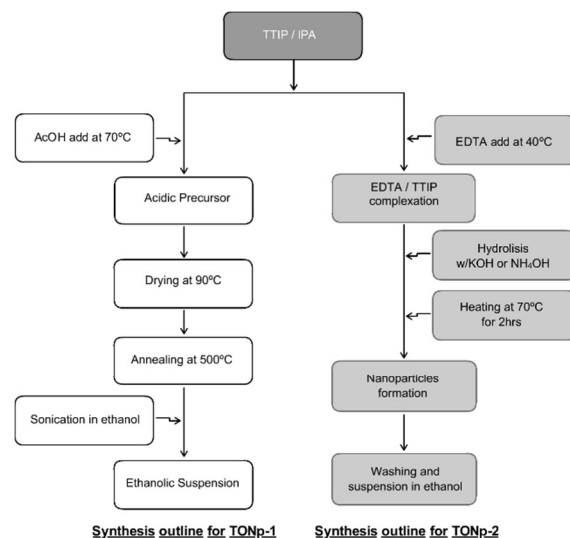 TTIP / IPA
AcOH add at 70ºC
EDTA add at 40ºC
Acidic Precursor
EDTA / TTIP
complexation
Hydrolisis
w/KOH or NH₄OH
Drying at 90ºC
Heating at 70ºC
for 2hrs
Annealing at 500ºC
Nanoparticles
formation
Sonication in ethanol
Ethanolic Suspension
Washing and
suspension in ethanol
Synthesis outline for TONp-1
Synthesis outline for TONp-2